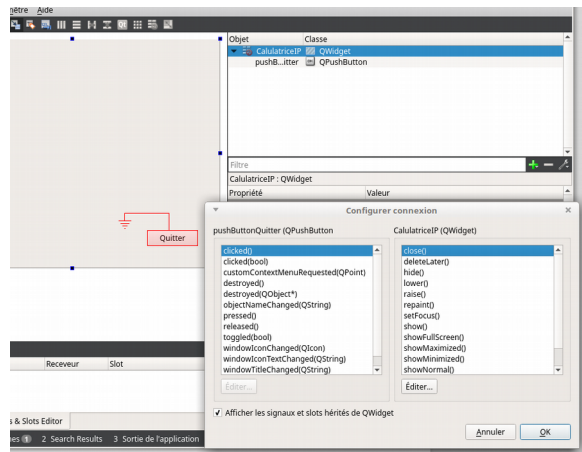 nêtre Aide
Objet Classe
CalulatriceIP QWidget
pushB...itter QPushButton
Filtre
CalulatriceIP : QWidget
Propriété Valeur
Configurer connexion
pushButtonQuitter (QPushButton CalulatriceIP (QWidget)
clicked() close()
clicked(bool) deleteLater()
customContextMenuRequested(QPoint) hide()
destroyed() lower()
destroyed(QObject*) raise()
objectNameChanged(QString) repaint()
pressed() setFocus()
released() show()
toggled(bool) showFullScreen()
windowIconChanged(QIcon) showMaximized()
windowIconTextChanged(QString) showMinimized()
windowTitleChanged(QString) showNormal()
Éditer... Éditer...
Afficher les signaux et slots hérités de QWidget
Annuler OK
Quitter
Receveur Slot
s & Slots Editor
nes 1 2 Search Results 3 Sortie de l'application